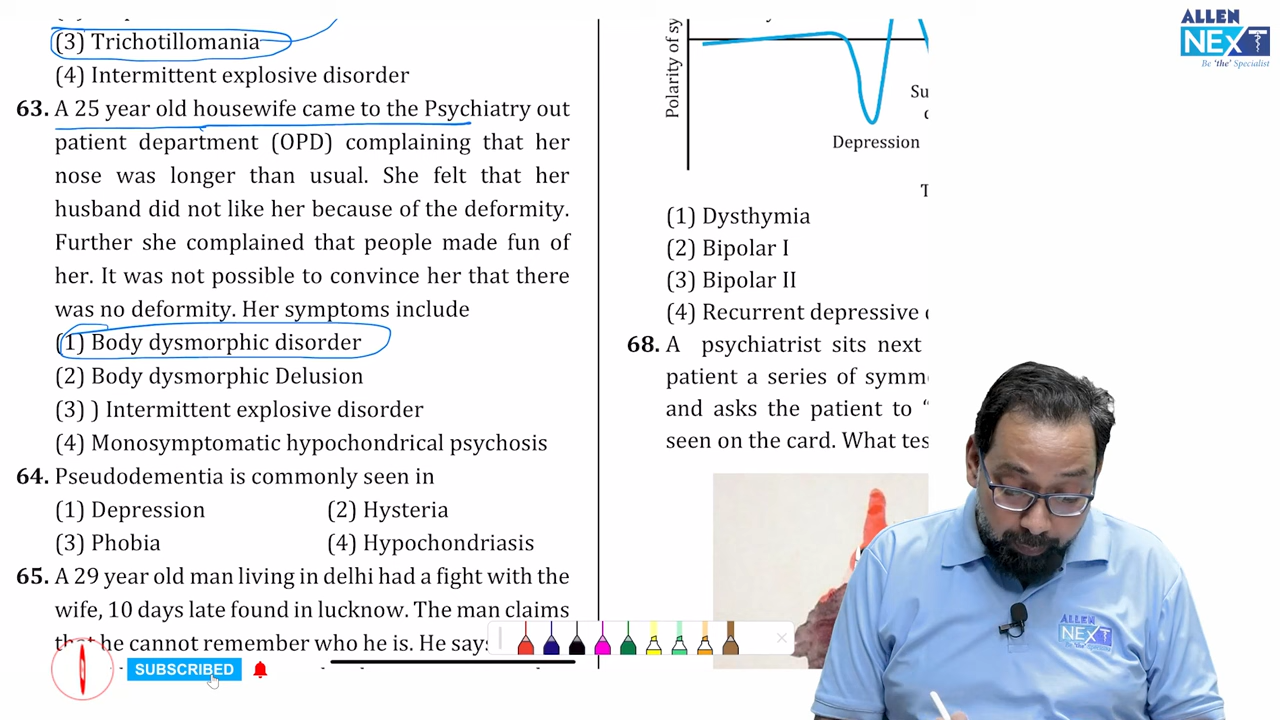 (3) Trichotillomania
(4) Intermittent explosive disorder
63. A 25 year old housewife came to the Psychiatry out
patient department (OPD) complaining that her
nose was longer than usual. She felt that her
husband did not like her because of the deformity.
Further she complained that people made fun of
her. It was not possible to convince her that there
was no deformity. Her symptoms include
(1) Body dysmorphic disorder
(2) Body dysmorphic Delusion
(3) ) Intermittent explosive disorder
(4) Monosymptomatic hypochondrical psychosis
64. Pseudodementia is commonly seen in
(1) Depression (2) Hysteria
(3) Phobia (4) Hypochondriasis
65. A 29 year old man living in delhi had a fight with the
wife, 10 days late found in lucknow. The man claims
that he cannot remember who he is. He says
SUBSCRIBED
Polarity of sy
Su
Depression
T
(1) Dysthymia
(2) Bipolar I
(3) Bipolar II
(4) Recurrent depressive
68. A psychiatrist sits next
patient a series of symm
and asks the patient to “
seen on the card. What tes
ALLEN
NEXT
Be 'the' Specialist
ALLEN
NEXT